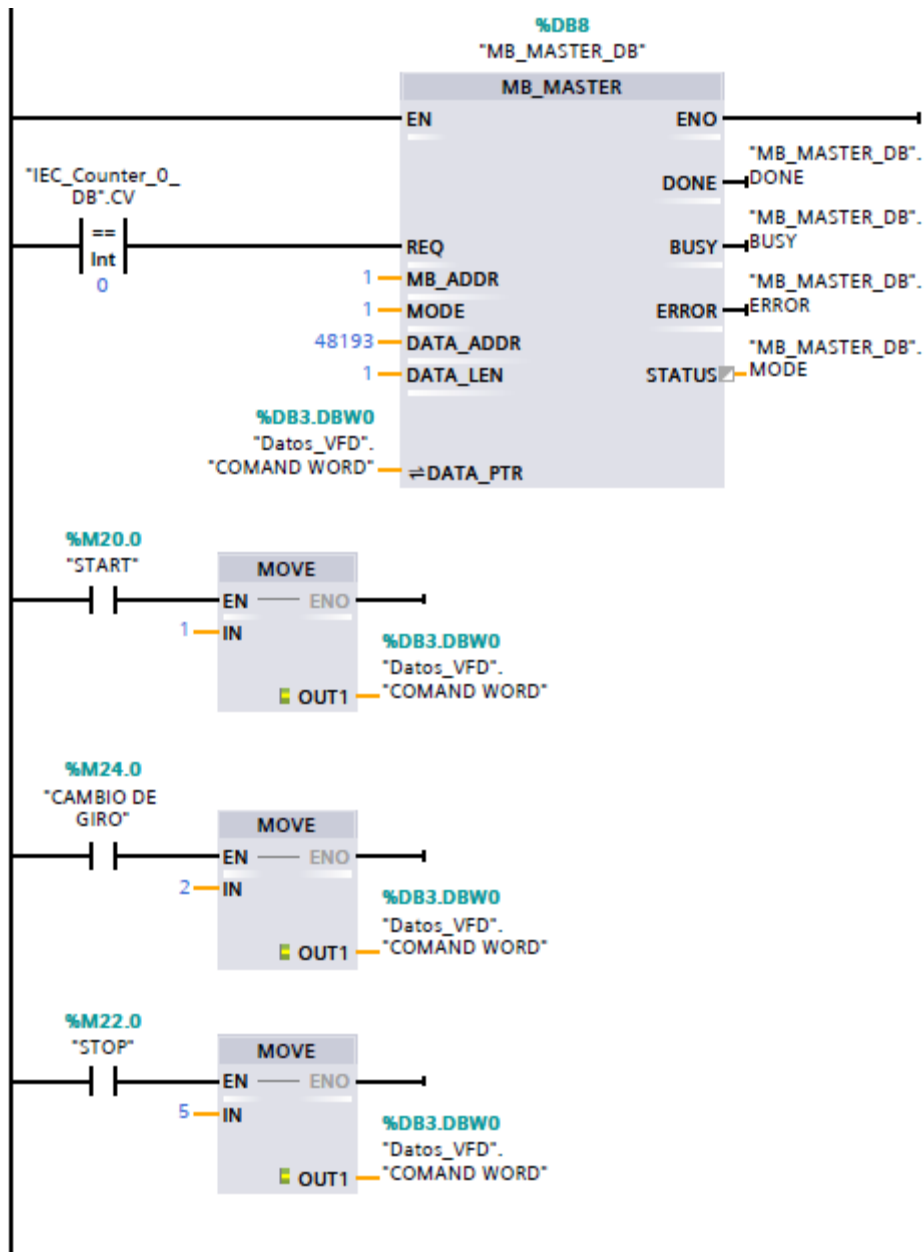 %DB8
"MB_MASTER_DB"
MB_MASTER
EN
ENO
"IEC_Counter_0_
DB".CV
==
Int
0
DONE
"MB_MASTER_DB".
DONE
REQ
BUSY
"MB_MASTER_DB".
BUSY
1
MB_ADDR
1
MODE
ERROR
"MB_MASTER_DB".
ERROR
48193
DATA_ADDR
1
DATA_LEN
STATUS
"MB_MASTER_DB".
MODE
%DB3.DBW0
"Datos_VFD".
"COMAND WORD"
⇌DATA_PTR
%M20.0
"START"
MOVE
EN
ENO
1
IN
OUT1
%DB3.DBW0
"Datos_VFD".
"COMAND WORD"
%M24.0
"CAMBIO DE
GIRO"
MOVE
EN
ENO
2
IN
OUT1
%DB3.DBW0
"Datos_VFD".
"COMAND WORD"
%M22.0
"STOP"
MOVE
EN
ENO
5
IN
OUT1
%DB3.DBW0
"Datos_VFD".
"COMAND WORD"